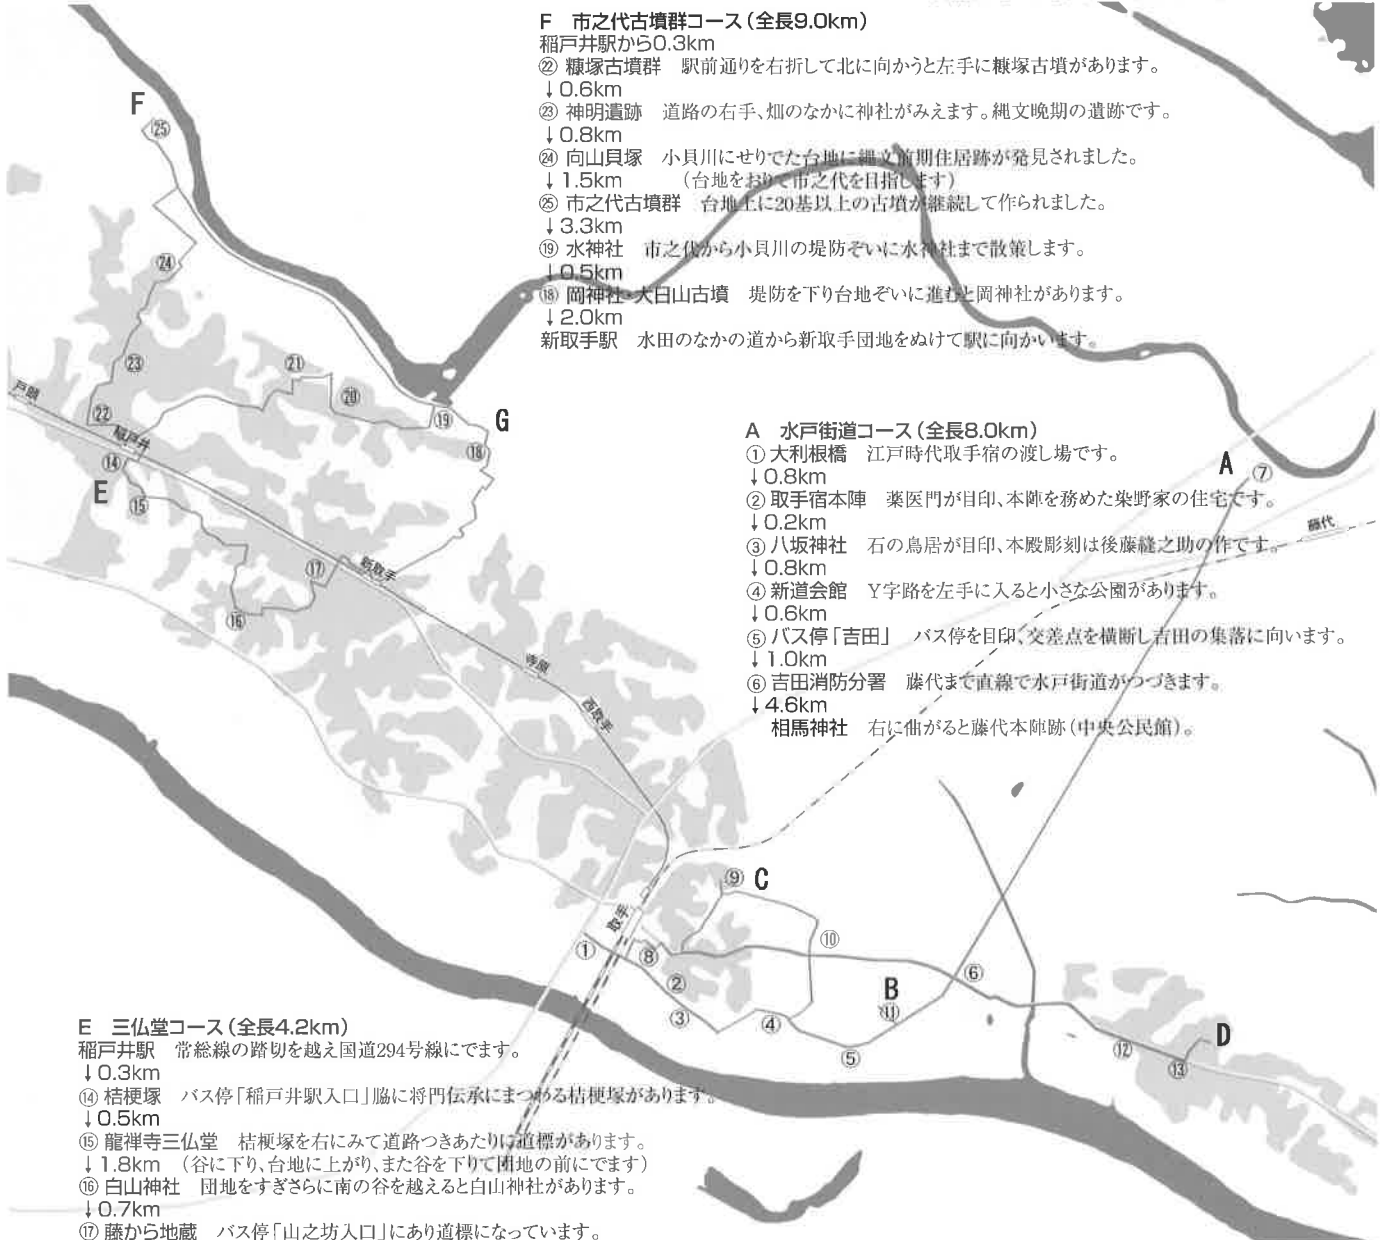 F 市之代古墳群コース（全長9.0km）
稲戸井駅から0.3km
㉒ 糠塚古墳群 駅前通りを右折して北に向かうと左手に糠塚古墳があります。
↓0.6km
㉓ 神明遺跡 道路の右手、畑のなかに神社がみえます。縄文晩期の遺跡です。
↓0.8km
㉔ 向山貝塚 小貝川にせりでた台地に縄文前期住居跡が発見されました。
↓1.5km （台地をおりて市之代を目指します）
㉕ 市之代古墳群 台地上に20基以上の古墳が継続して作られました。
↓3.3km
⑲ 水神社 市之代から小貝川の堤防ぞいに水神社まで散策します。
↓0.5km
⑱ 岡神社・大日山古墳 堤防を下り台地ぞいに進むと岡神社があります。
↓2.0km
新取手駅 水田のなかの道から新取手団地をぬけて駅に向かいます。
F
㉕
㉔
㉓
㉒
㉑
⑳
⑲
G
⑱
戸頭
稲戸井
⑭
E
⑮
⑰
新取手
⑯
寺原
西取手
A 水戸街道コース（全長8.0km）
① 大利根橋 江戸時代取手宿の渡し場です。
↓0.8km
② 取手宿本陣 薬医門が目印、本陣を務めた染野家の住宅です。
↓0.2km
③ 八坂神社 石の鳥居が目印、本殿彫刻は後藤縫之助の作です。
↓0.8km
④ 新道会館 Y字路を左手に入ると小さな公園があります。
↓0.6km
⑤ バス停「吉田」 バス停を目印、交差点を横断し吉田の集落に向います。
↓1.0km
⑥ 吉田消防分署 藤代まで直線で水戸街道がつづきます。
↓4.6km
相馬神社 右に曲がると藤代本陣跡（中央公民館）。
A
⑦
藤代
⑨
C
取手
①
⑧
②
③
④
⑩
⑤
B
⑪
⑥
⑫
⑬
D
E 三仏堂コース（全長4.2km）
稲戸井駅 常総線の踏切を越え国道294号線にでます。
↓0.3km
⑭ 桔梗塚 バス停「稲戸井駅入口」脇に将門伝承にまつわる桔梗塚があります。
↓0.5km
⑮ 龍禅寺三仏堂 桔梗塚を右にみて道路つきあたりに道標があります。
↓1.8km （谷に下り、台地に上がり、また谷を下りて団地の前にでます）
⑯ 白山神社 団地をすぎさらに南の谷を越えると白山神社があります。
↓0.7km
⑰ 藤から地蔵 バス停「山之坊入口」にあり道標になっています。